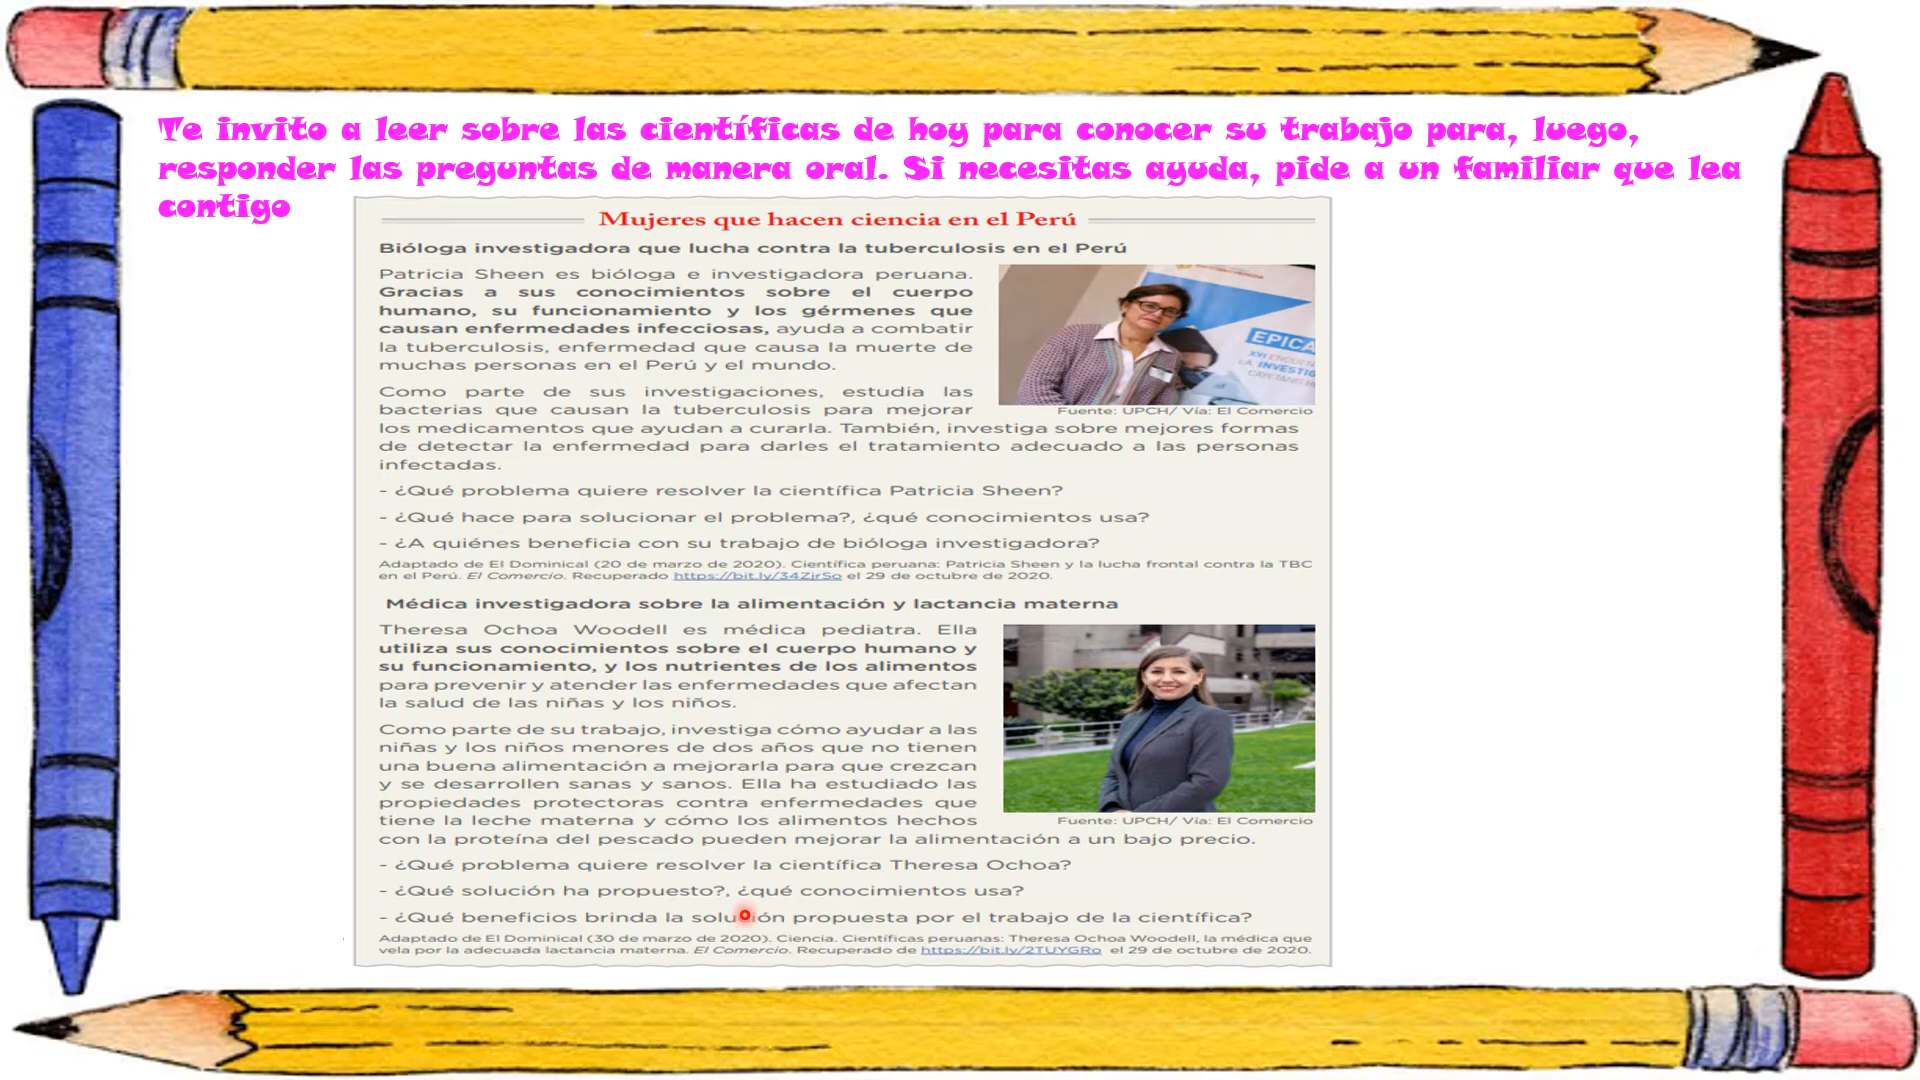 Te invito a leer sobre las científicas de hoy para conocer su trabajo para, luego,
responder las preguntas de manera oral. Si necesitas ayuda, pide a un familiar que lea
contigo
Mujeres que hacen ciencia en el Perú
Bióloga investigadora que lucha contra la tuberculosis en el Perú
Patricia Sheen es bióloga e investigadora peruana.
Gracias a sus conocimientos sobre el cuerpo
humano, su funcionamiento y los gérmenes que
causan enfermedades infecciosas, ayuda a combatir
la tuberculosis, enfermedad que causa la muerte de
muchas personas en el Perú y el mundo.
EPICA
XVI ENCUEN
LA INVESTIG
CAYETANO H
Fuente: UPCH/ Vía: El Comercio
Como parte de sus investigaciones, estudia las
bacterias que causan la tuberculosis para mejorar
los medicamentos que ayudan a curarla. También, investiga sobre mejores formas
de detectar la enfermedad para darles el tratamiento adecuado a las personas
infectadas.
- ¿Qué problema quiere resolver la científica Patricia Sheen?
- ¿Qué hace para solucionar el problema?, ¿qué conocimientos usa?
- ¿A quiénes beneficia con su trabajo de bióloga investigadora?
Adaptado de El Dominical (20 de marzo de 2020). Científica peruana: Patricia Sheen y la lucha frontal contra la TBC
en el Perú. El Comercio. Recuperado https://bit.ly/34ZjrSo el 29 de octubre de 2020.
Médica investigadora sobre la alimentación y lactancia materna
Theresa Ochoa Woodell es médica pediatra. Ella
utiliza sus conocimientos sobre el cuerpo humano y
su funcionamiento, y los nutrientes de los alimentos
para prevenir y atender las enfermedades que afectan
la salud de las niñas y los niños.
Como parte de su trabajo, investiga cómo ayudar a las
niñas y los niños menores de dos años que no tienen
una buena alimentación a mejorarla para que crezcan
y se desarrollen sanas y sanos. Ella ha estudiado las
propiedades protectoras contra enfermedades que
tiene la leche materna y cómo los alimentos hechos
con la proteína del pescado pueden mejorar la alimentación a un bajo precio.
Fuente: UPCH/ Vía: El Comercio
- ¿Qué problema quiere resolver la científica Theresa Ochoa?
- ¿Qué solución ha propuesto?, ¿qué conocimientos usa?
- ¿Qué beneficios brinda la solución propuesta por el trabajo de la científica?
Adaptado de El Dominical (30 de marzo de 2020). Ciencia. Científicas peruanas: Theresa Ochoa Woodell, la médica que
vela por la adecuada lactancia materna. El Comercio. Recuperado de https://bit.ly/2TUYGRo el 29 de octubre de 2020.